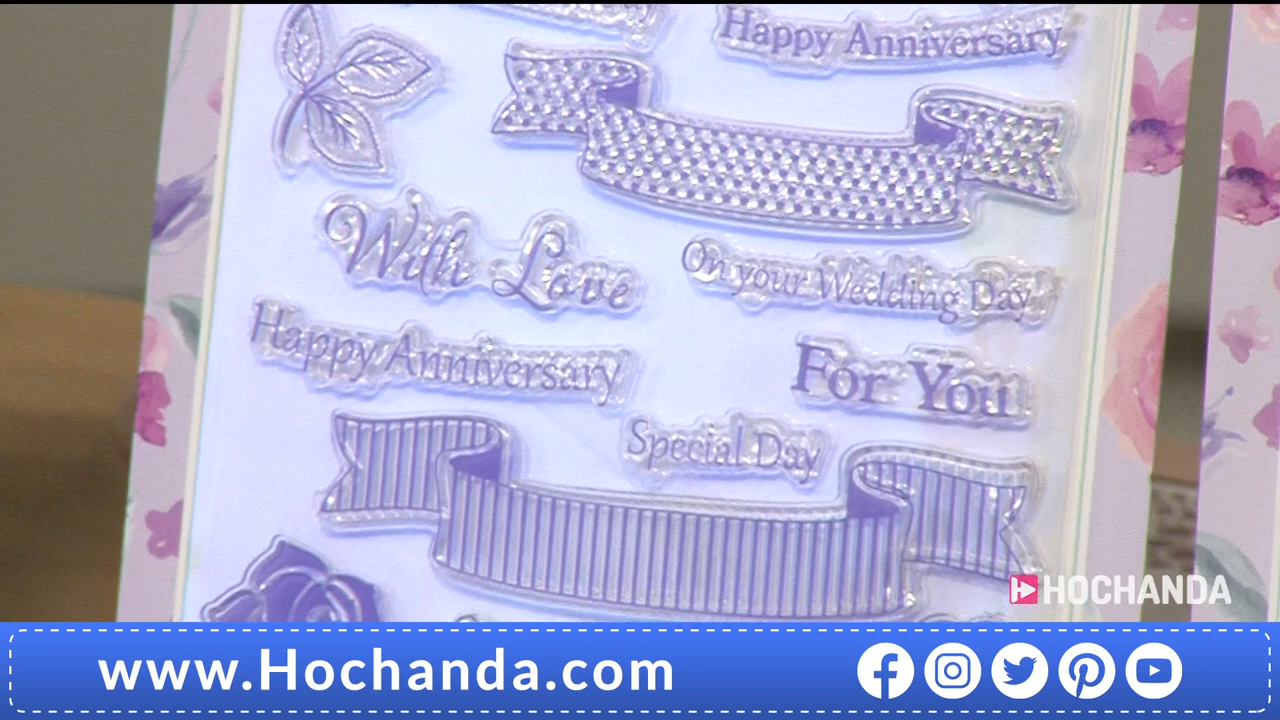 Happy Anniversary
With Love
On your Wedding Day
Happy Anniversary
For You
Special Day
HOCHANDA
www.Hochanda.com